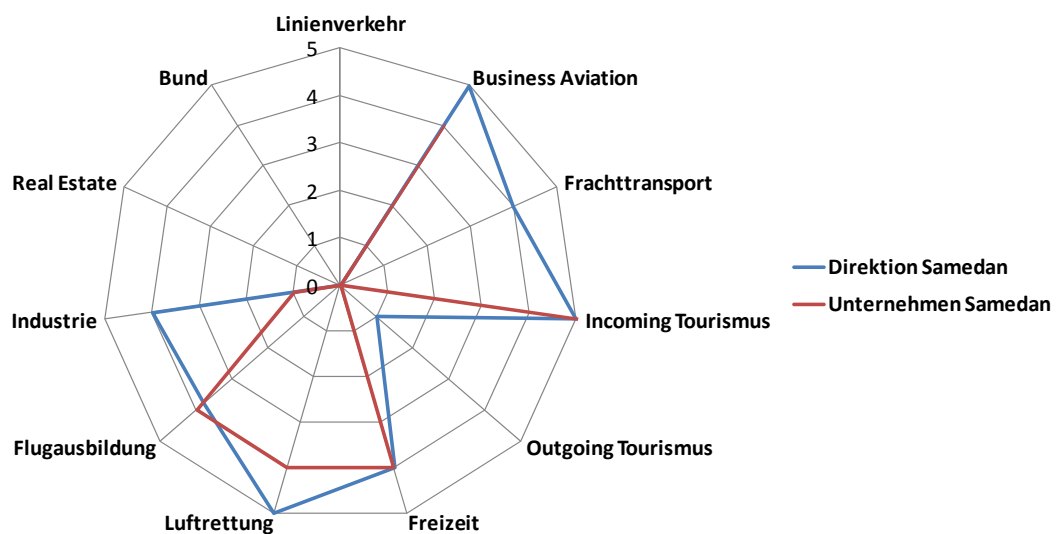 Linienverkehr
5
Bund
Business Aviation
4
3
Real Estate
Frachttransport
2
1
Direktion Samedan
0
Unternehmen Samedan
Industrie
Incoming Tourismus
Flugausbildung
Outgoing Tourismus
Luftrettung
Freizeit